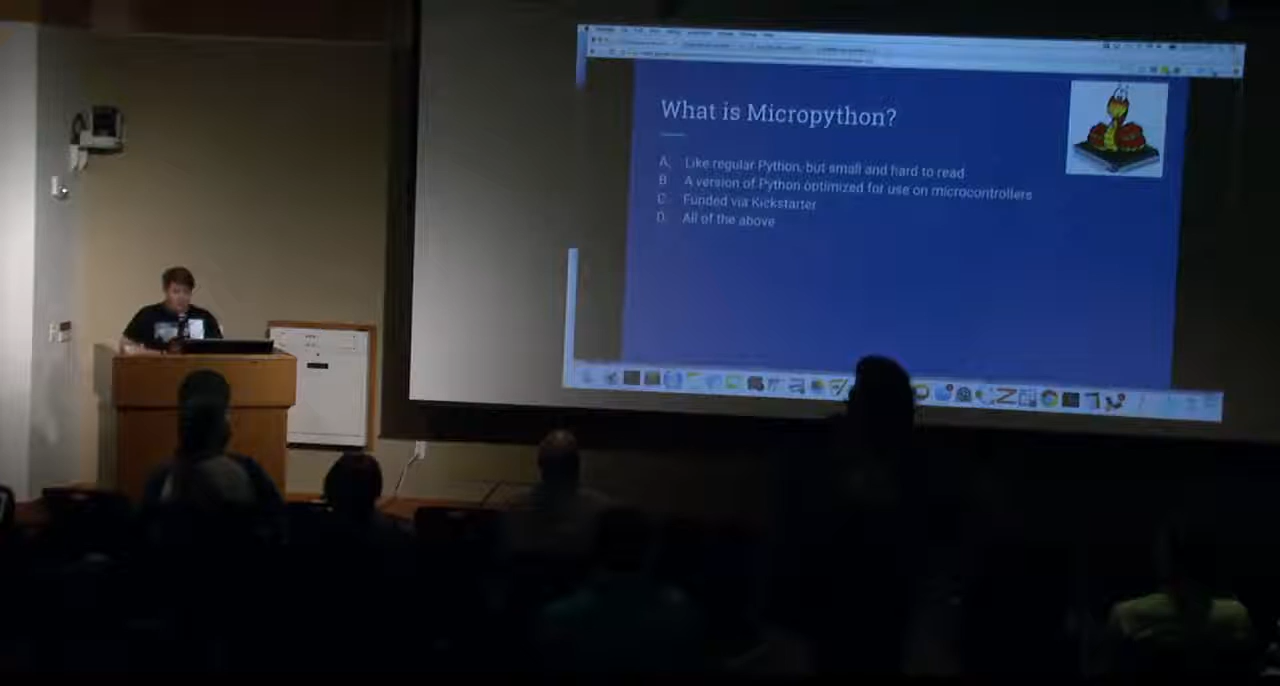 What is Micropython?
A. Like regular Python, but small and hard to read
B. A version of Python optimized for use on microcontrollers
C. Funded via Kickstarter
D. All of the above